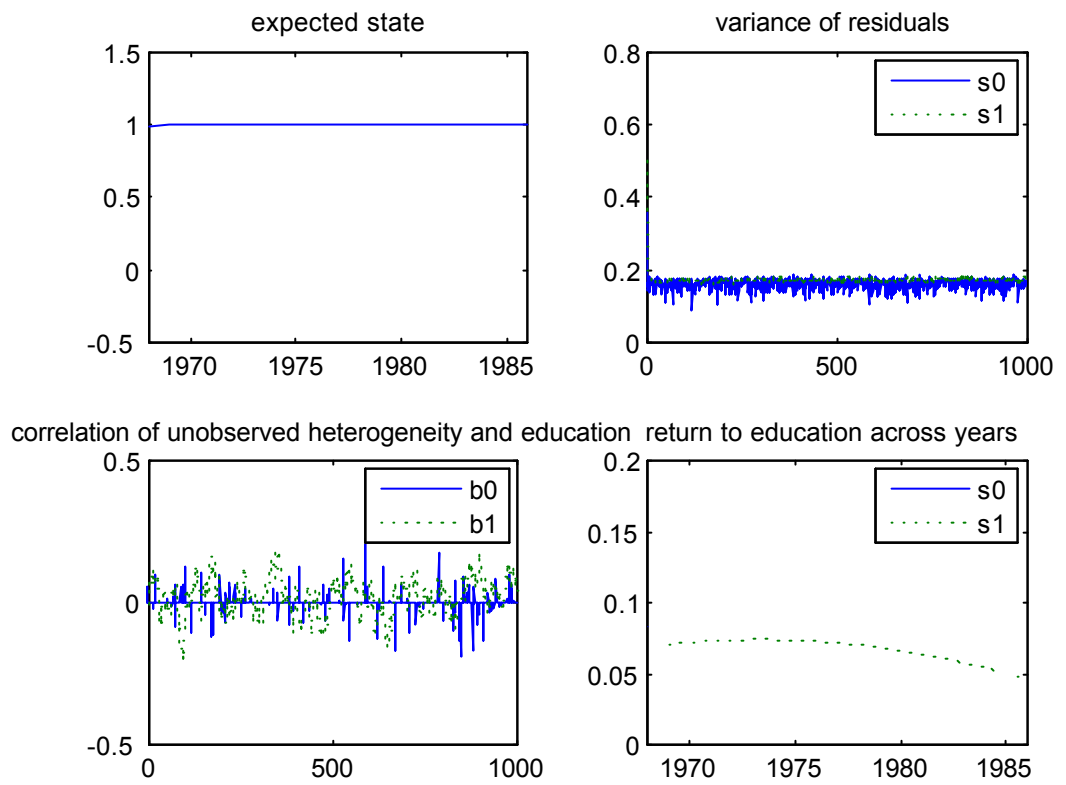 expected state
1.5
1
0.5
0
-0.5
1970 1975 1980 1985
variance of residuals
0.8
0.6
0.4
0.2
0
0 500 1000
s0
s1
correlation of unobserved heterogeneity and education
0.5
0
-0.5
0 500 1000
b0
b1
return to education across years
0.2
0.15
0.1
0.05
0
1970 1975 1980 1985
s0
s1